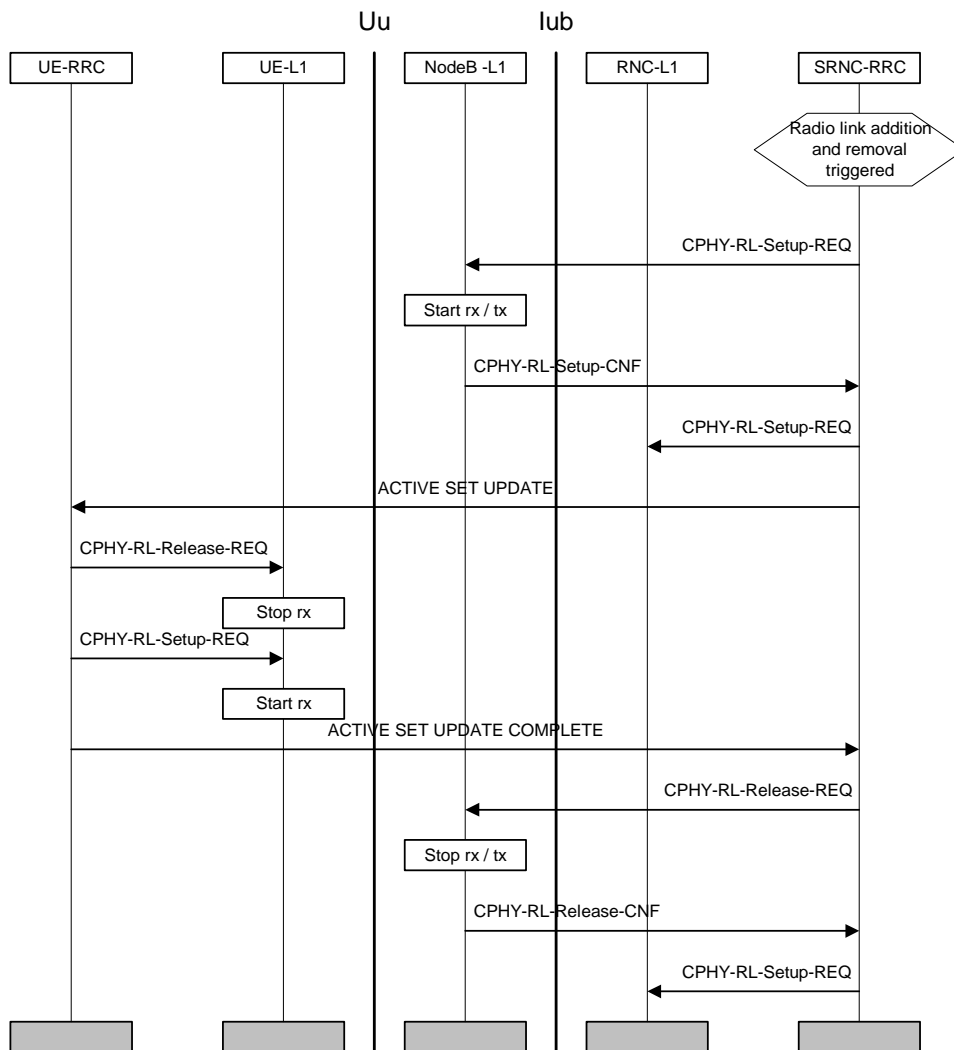 Uu
Iub
UE-RRC
UE-L1
NodeB -L1
RNC-L1
SRNC-RRC
Radio link addition
and removal
triggered
CPHY-RL-Setup-REQ
Start rx / tx
CPHY-RL-Setup-CNF
CPHY-RL-Setup-REQ
ACTIVE SET UPDATE
CPHY-RL-Release-REQ
Stop rx
CPHY-RL-Setup-REQ
Start rx
ACTIVE SET UPDATE COMPLETE
CPHY-RL-Release-REQ
Stop rx / tx
CPHY-RL-Release-CNF
CPHY-RL-Setup-REQ